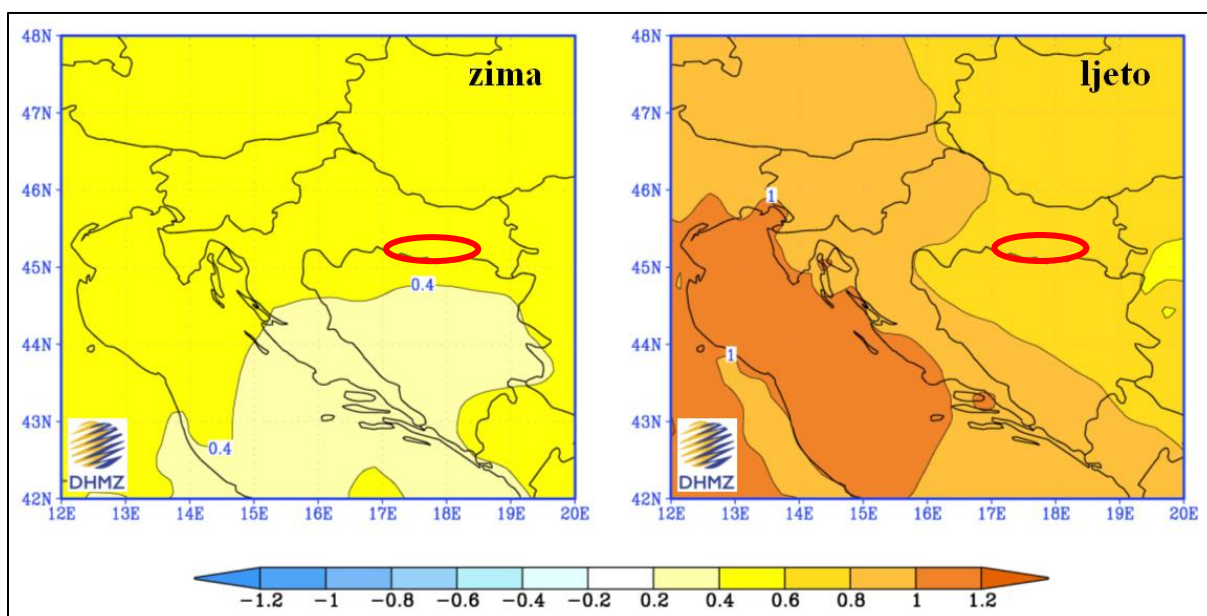 zima
48N
47N
46N
45N
44N
43N
42N
12E 13E 14E 15E 16E 17E 18E 19E 20E
0.4
0.4
DHMZ
ljeto
48N
47N
46N
45N
44N
43N
42N
12E 13E 14E 15E 16E 17E 18E 19E 20E
1
1
DHMZ
-1.2 -1 -0.8 -0.6 -0.4 -0.2 0.2 0.4 0.6 0.8 1 1.2